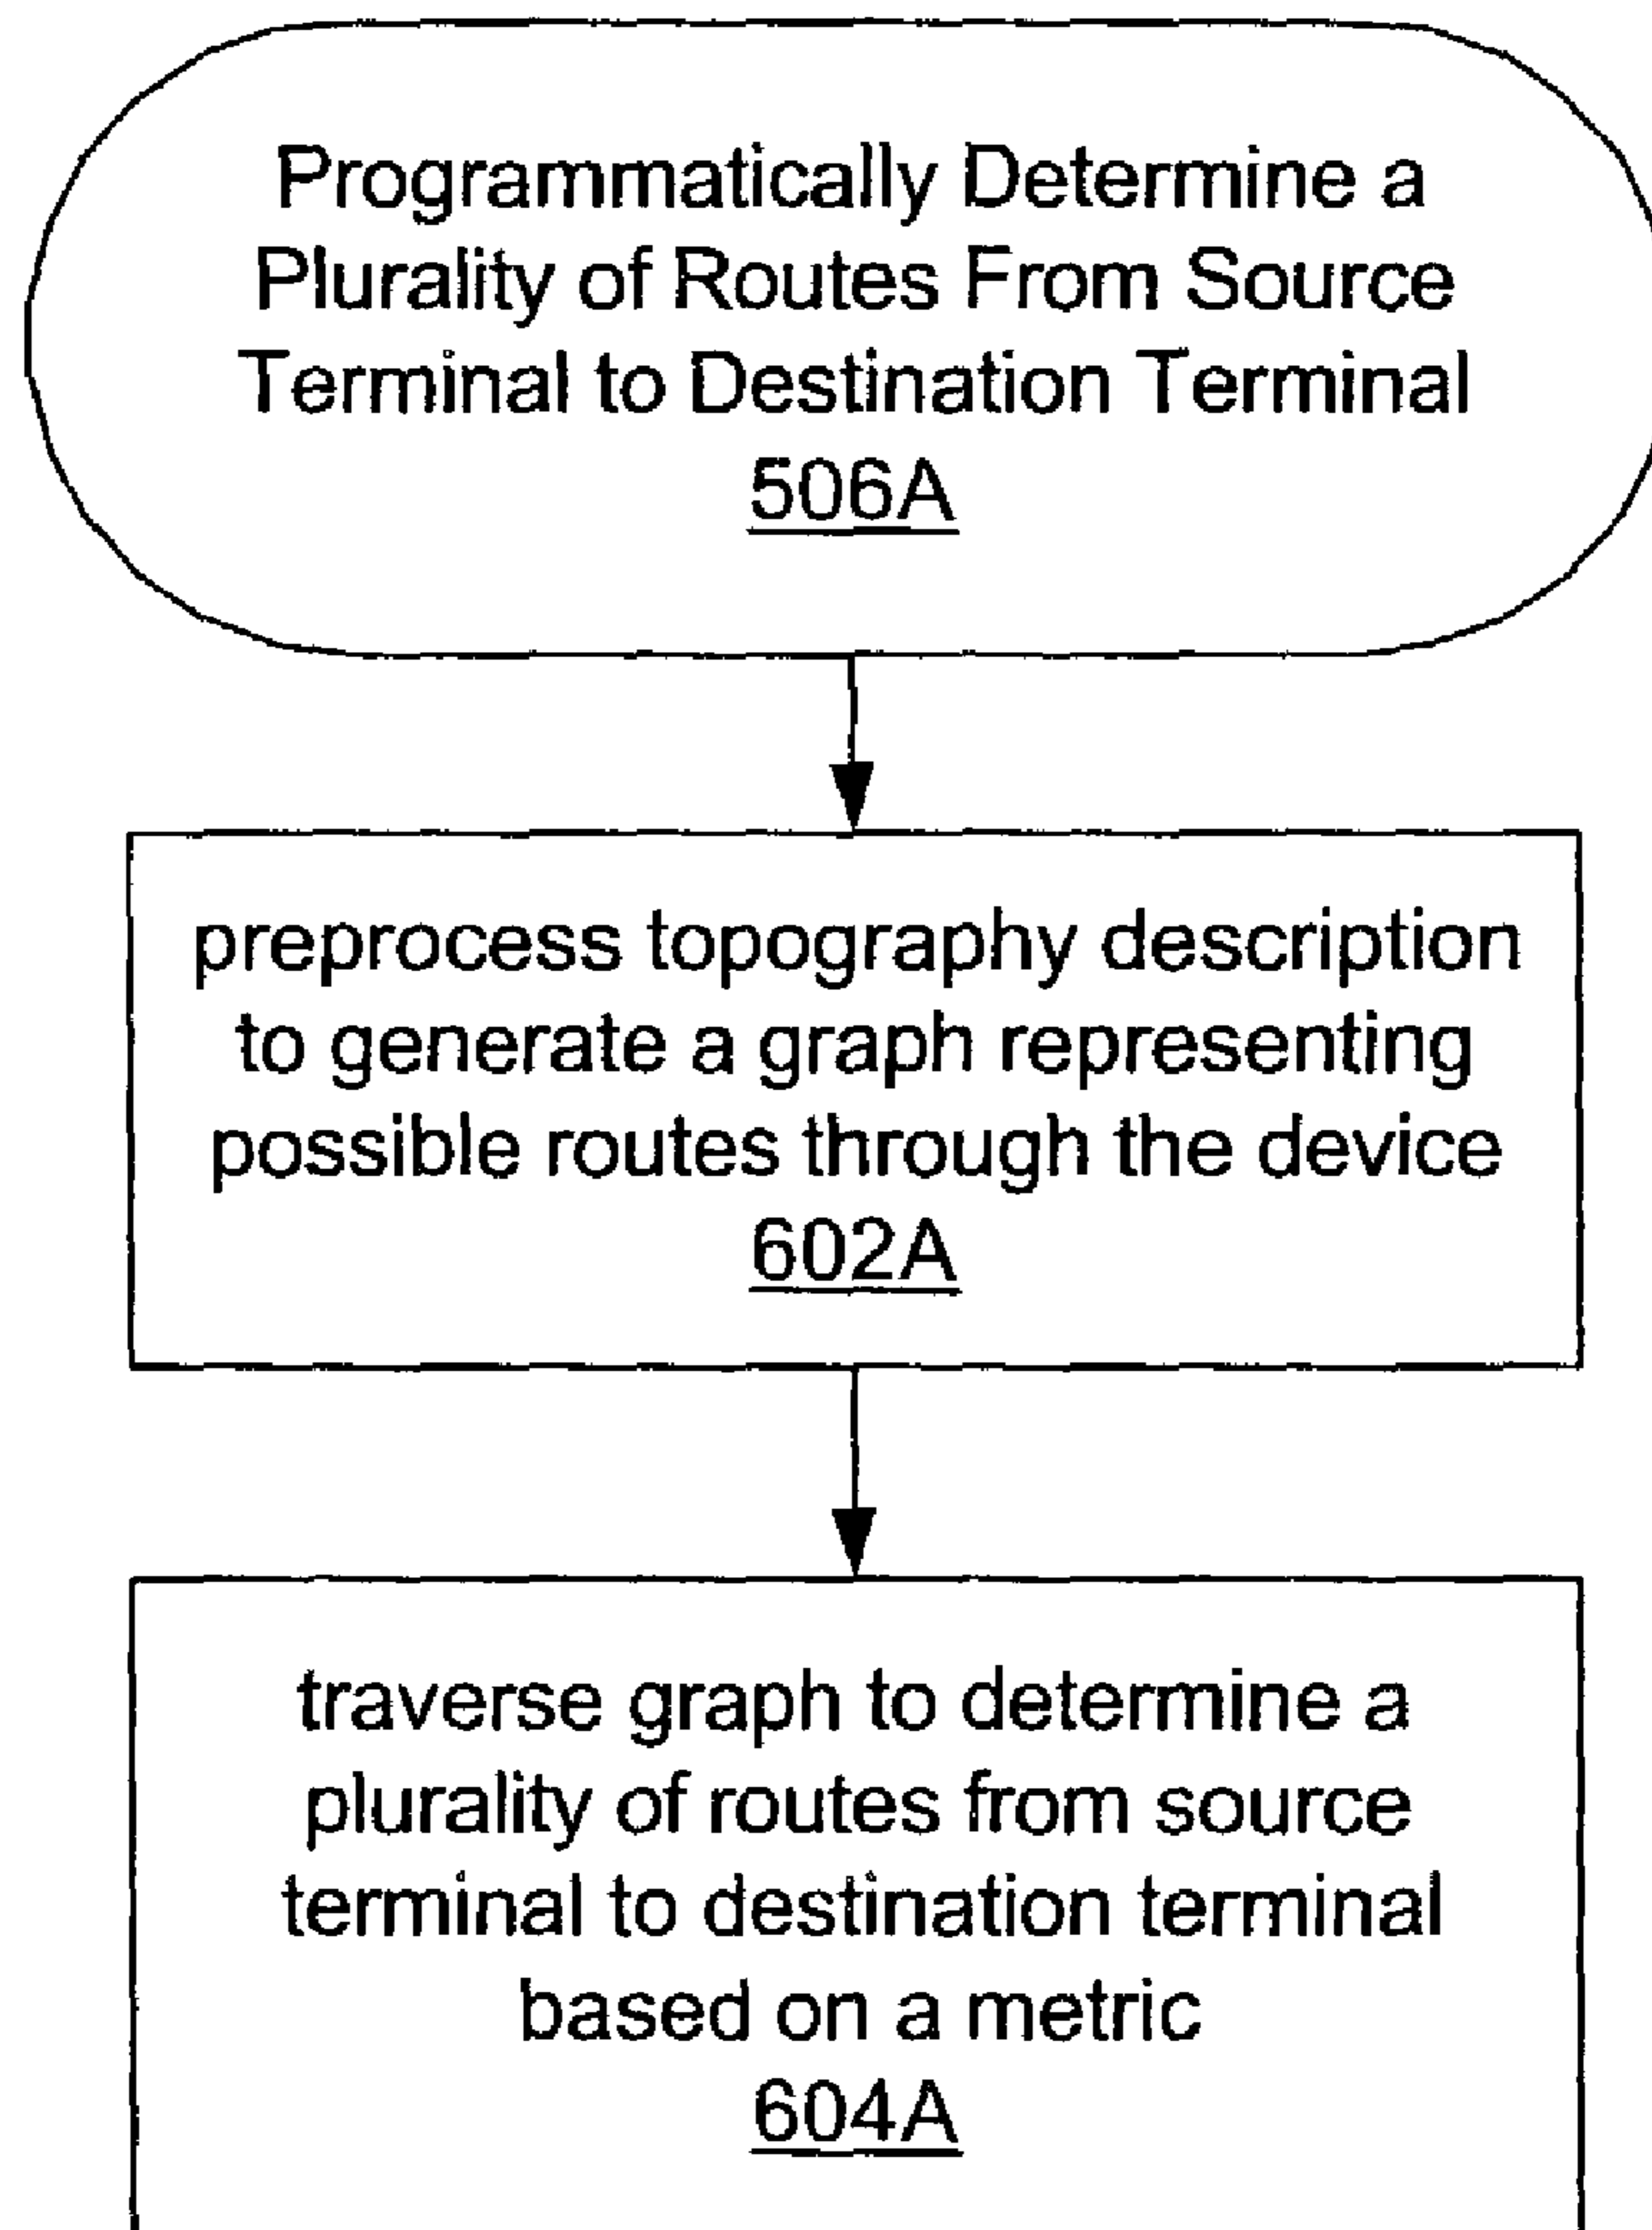 Programmatically Determine a
Plurality of Routes From Source
Terminal to Destination Terminal
506A
preprocess topography description
to generate a graph representing
possible routes through the device
602A
traverse graph to determine a
plurality of routes from source
terminal to destination terminal
based on a metric
604A